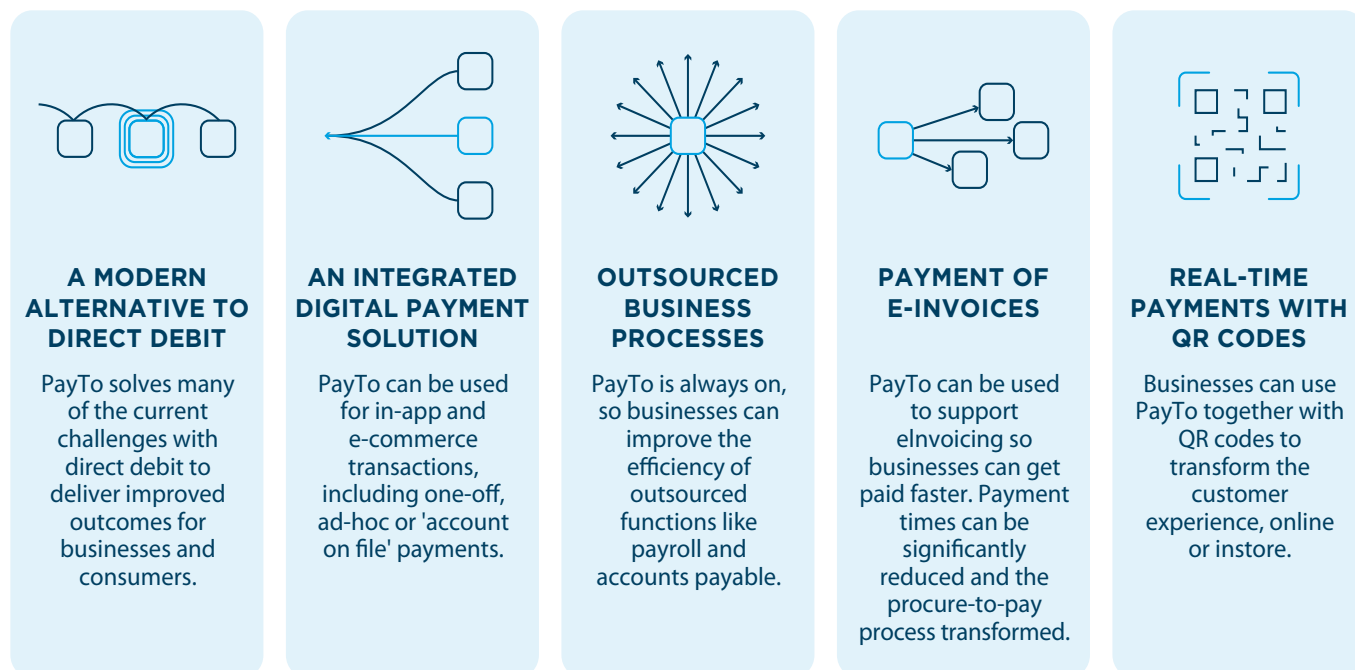 A MODERN
ALTERNATIVE TO
DIRECT DEBIT
PayTo solves many
of the current
challenges with
direct debit to
deliver improved
outcomes for
businesses and
consumers.
AN INTEGRATED
DIGITAL PAYMENT
SOLUTION
PayTo can be used
for in-app and
e-commerce
transactions,
including one-off,
ad-hoc or 'account
on file' payments.
OUTSOURCED
BUSINESS
PROCESSES
PayTo is always on,
so businesses can
improve the
efficiency of
outsourced
functions like
payroll and
accounts payable.
PAYMENT OF
E-INVOICES
PayTo can be used
to support
eInvoicing so
businesses can get
paid faster. Payment
times can be
significantly
reduced and the
procure-to-pay
process transformed.
REAL-TIME
PAYMENTS WITH
QR CODES
Businesses can use
PayTo together with
QR codes to
transform the
customer
experience, online
or instore.